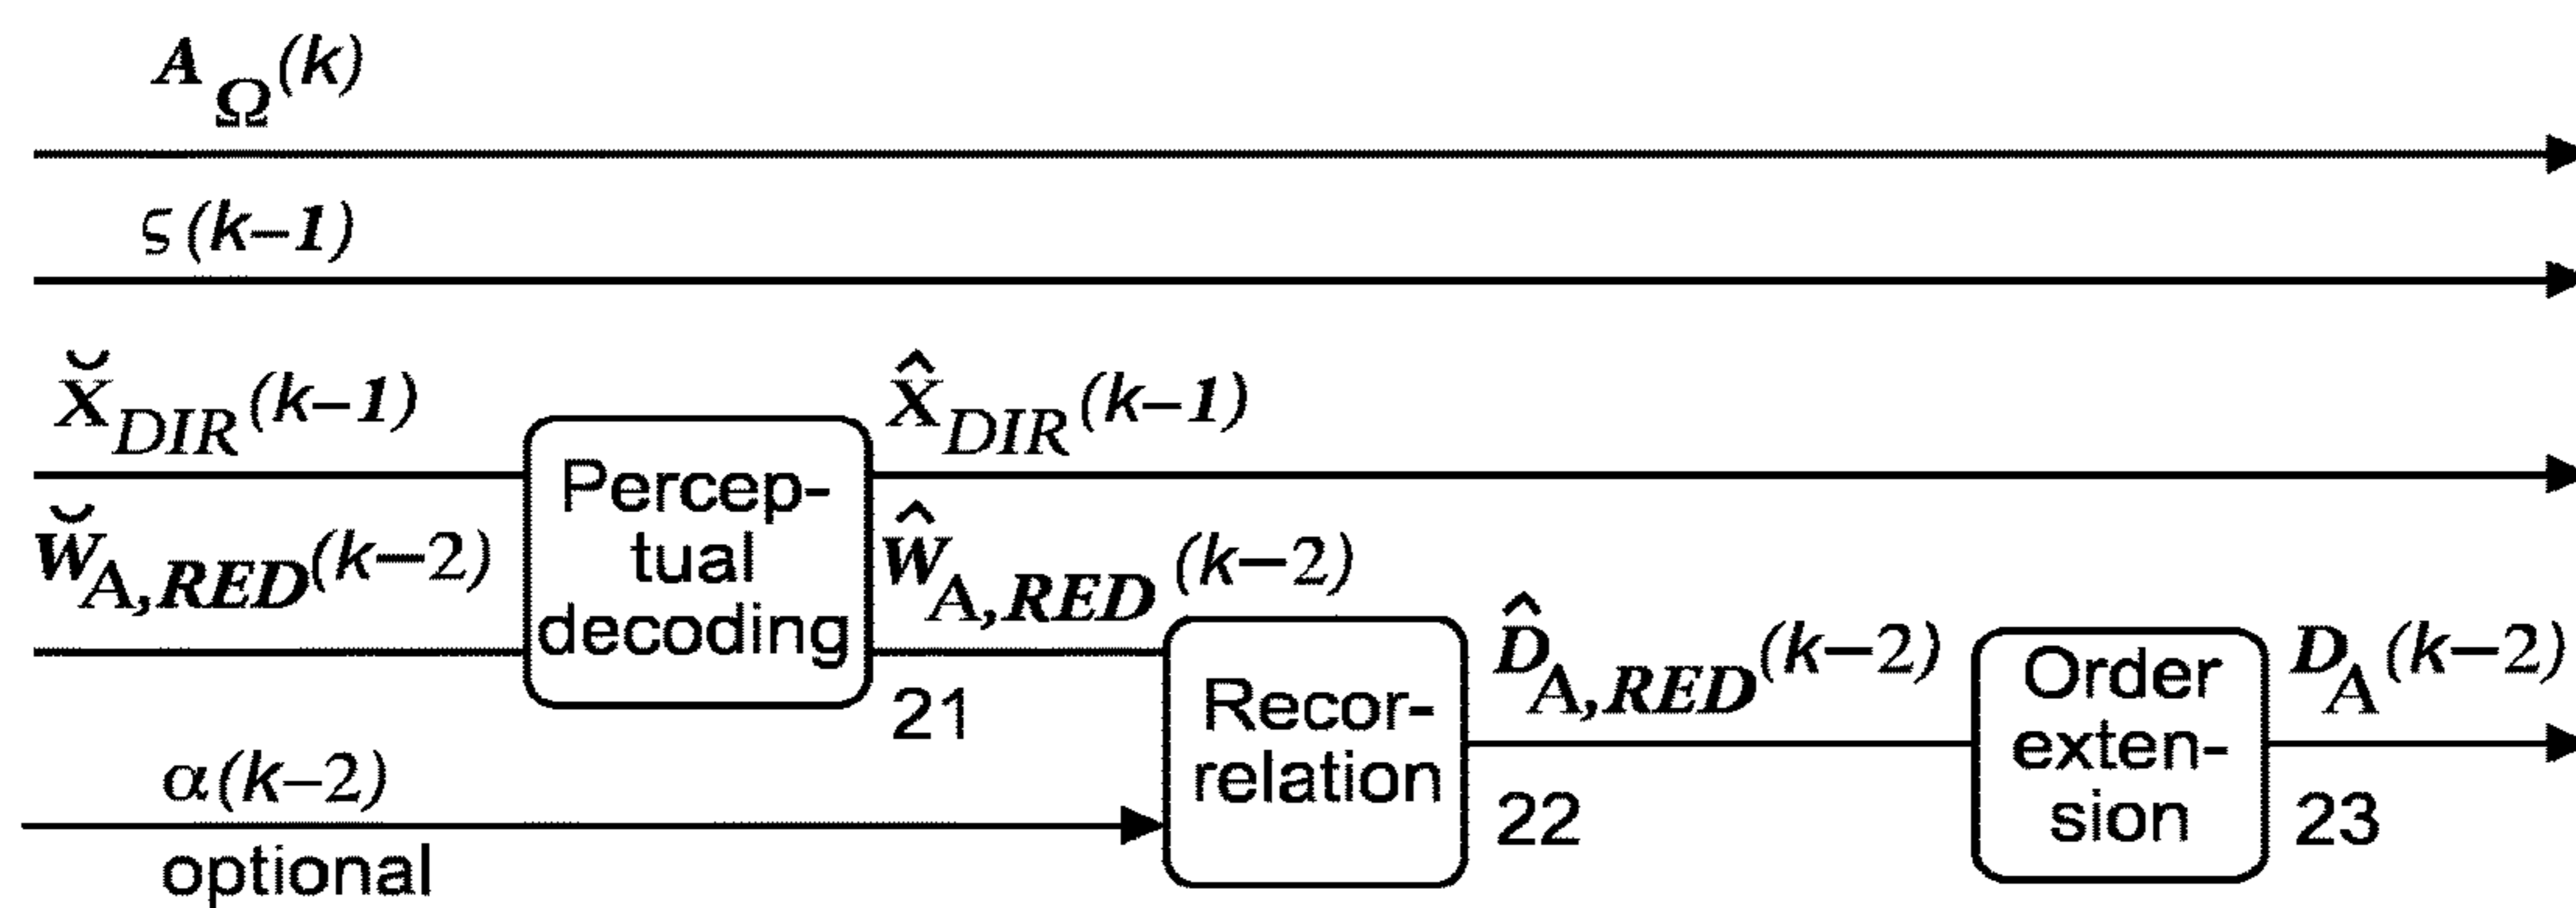 A_Ω(k)
ς(k–1)
X̆_DIR(k–1)
X̂_DIR(k–1)
W̆_A,RED(k–2)
Percep-
tual
decoding
21
Ŵ_A,RED(k–2)
α(k–2)
optional
Recor-
relation
22
D̂_A,RED(k–2)
Order
exten-
sion
23
D_A(k–2)